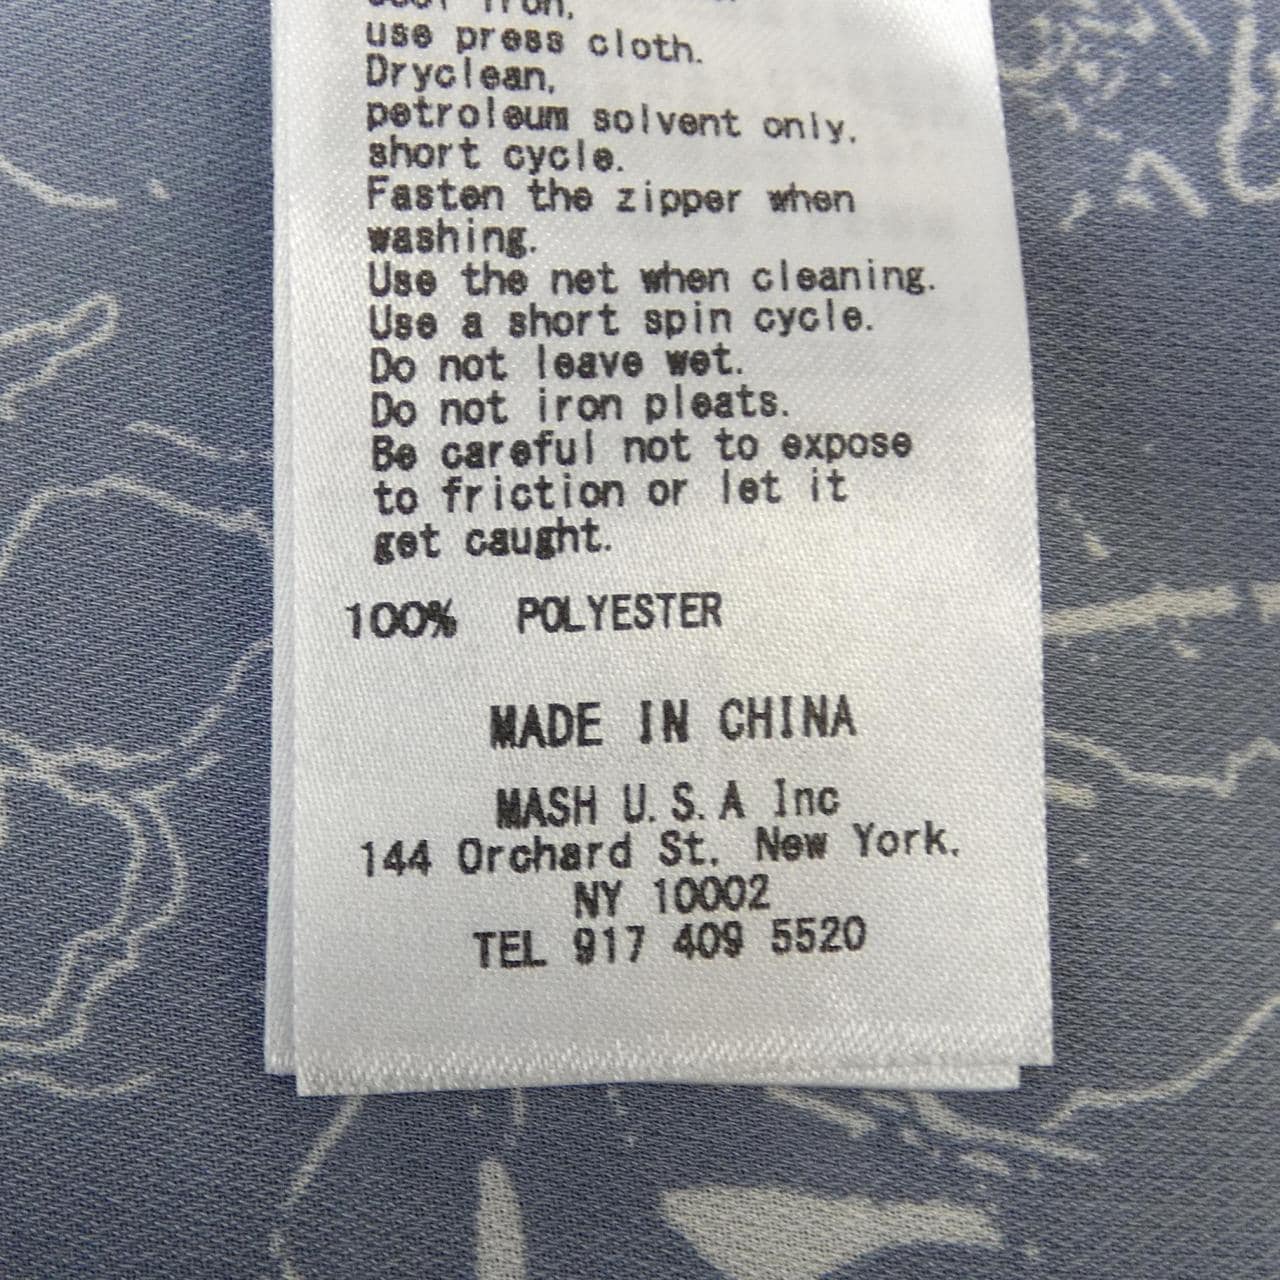 iron,
use press cloth.
Dryclean,
petroleum solvent only.
short cycle.
Fasten the zipper when
washing.
Use the net when cleaning.
Use a short spin cycle.
Do not leave wet.
Do not iron pleats.
Be careful not to expose
to friction or let it
get caught.
100% POLYESTER
MADE IN CHINA
MASH U.S.A Inc
144 Orchard St. New York.
NY 10002
TEL 917 409 5520